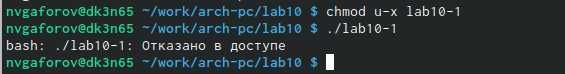 nvgaforov@dk3n65 ~/work/arch-pc/lab10 $ chmod u-x lab10-1
nvgaforov@dk3n65 ~/work/arch-pc/lab10 $ ./lab10-1
bash: ./lab10-1: Отказано в доступе
nvgaforov@dk3n65 ~/work/arch-pc/lab10 $